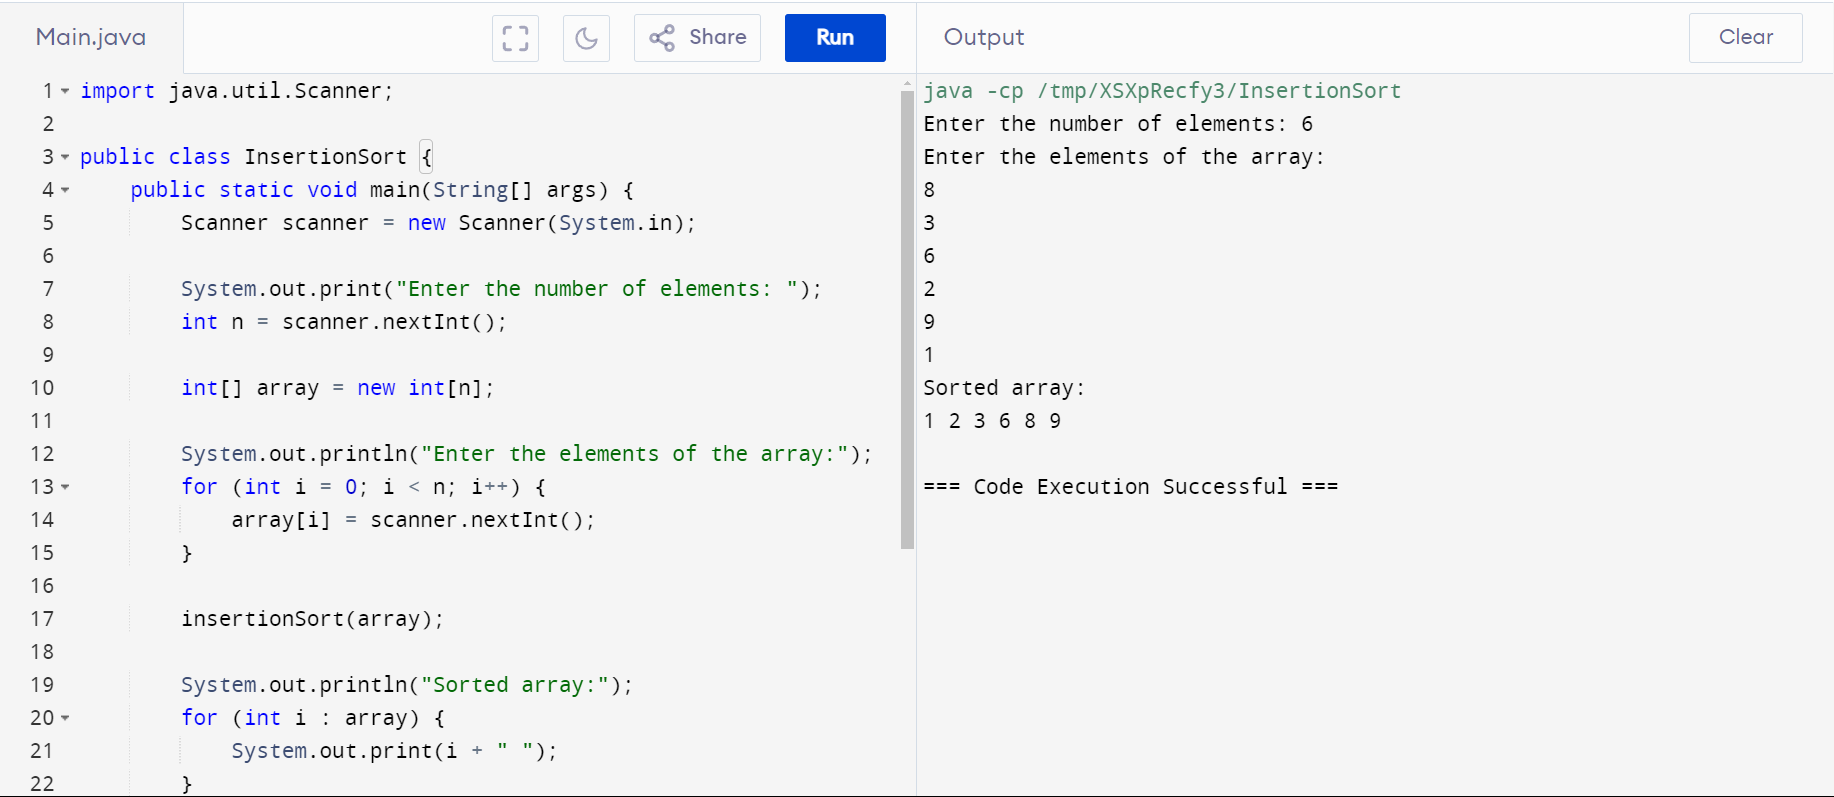 Main.java
Share
Run
1 import java.util.Scanner;
2
3 public class InsertionSort {
4     public static void main(String[] args) {
5         Scanner scanner = new Scanner(System.in);
6
7         System.out.print("Enter the number of elements: ");
8         int n = scanner.nextInt();
9
10         int[] array = new int[n];
11
12         System.out.println("Enter the elements of the array:");
13         for (int i = 0; i < n; i++) {
14             array[i] = scanner.nextInt();
15         }
16
17         insertionSort(array);
18
19         System.out.println("Sorted array:");
20         for (int i : array) {
21             System.out.print(i + " ");
22         }
Output
Clear
java -cp /tmp/XSXpRecfy3/InsertionSort
Enter the number of elements: 6
Enter the elements of the array:
8
3
6
2
9
1
Sorted array:
1 2 3 6 8 9
=== Code Execution Successful ===